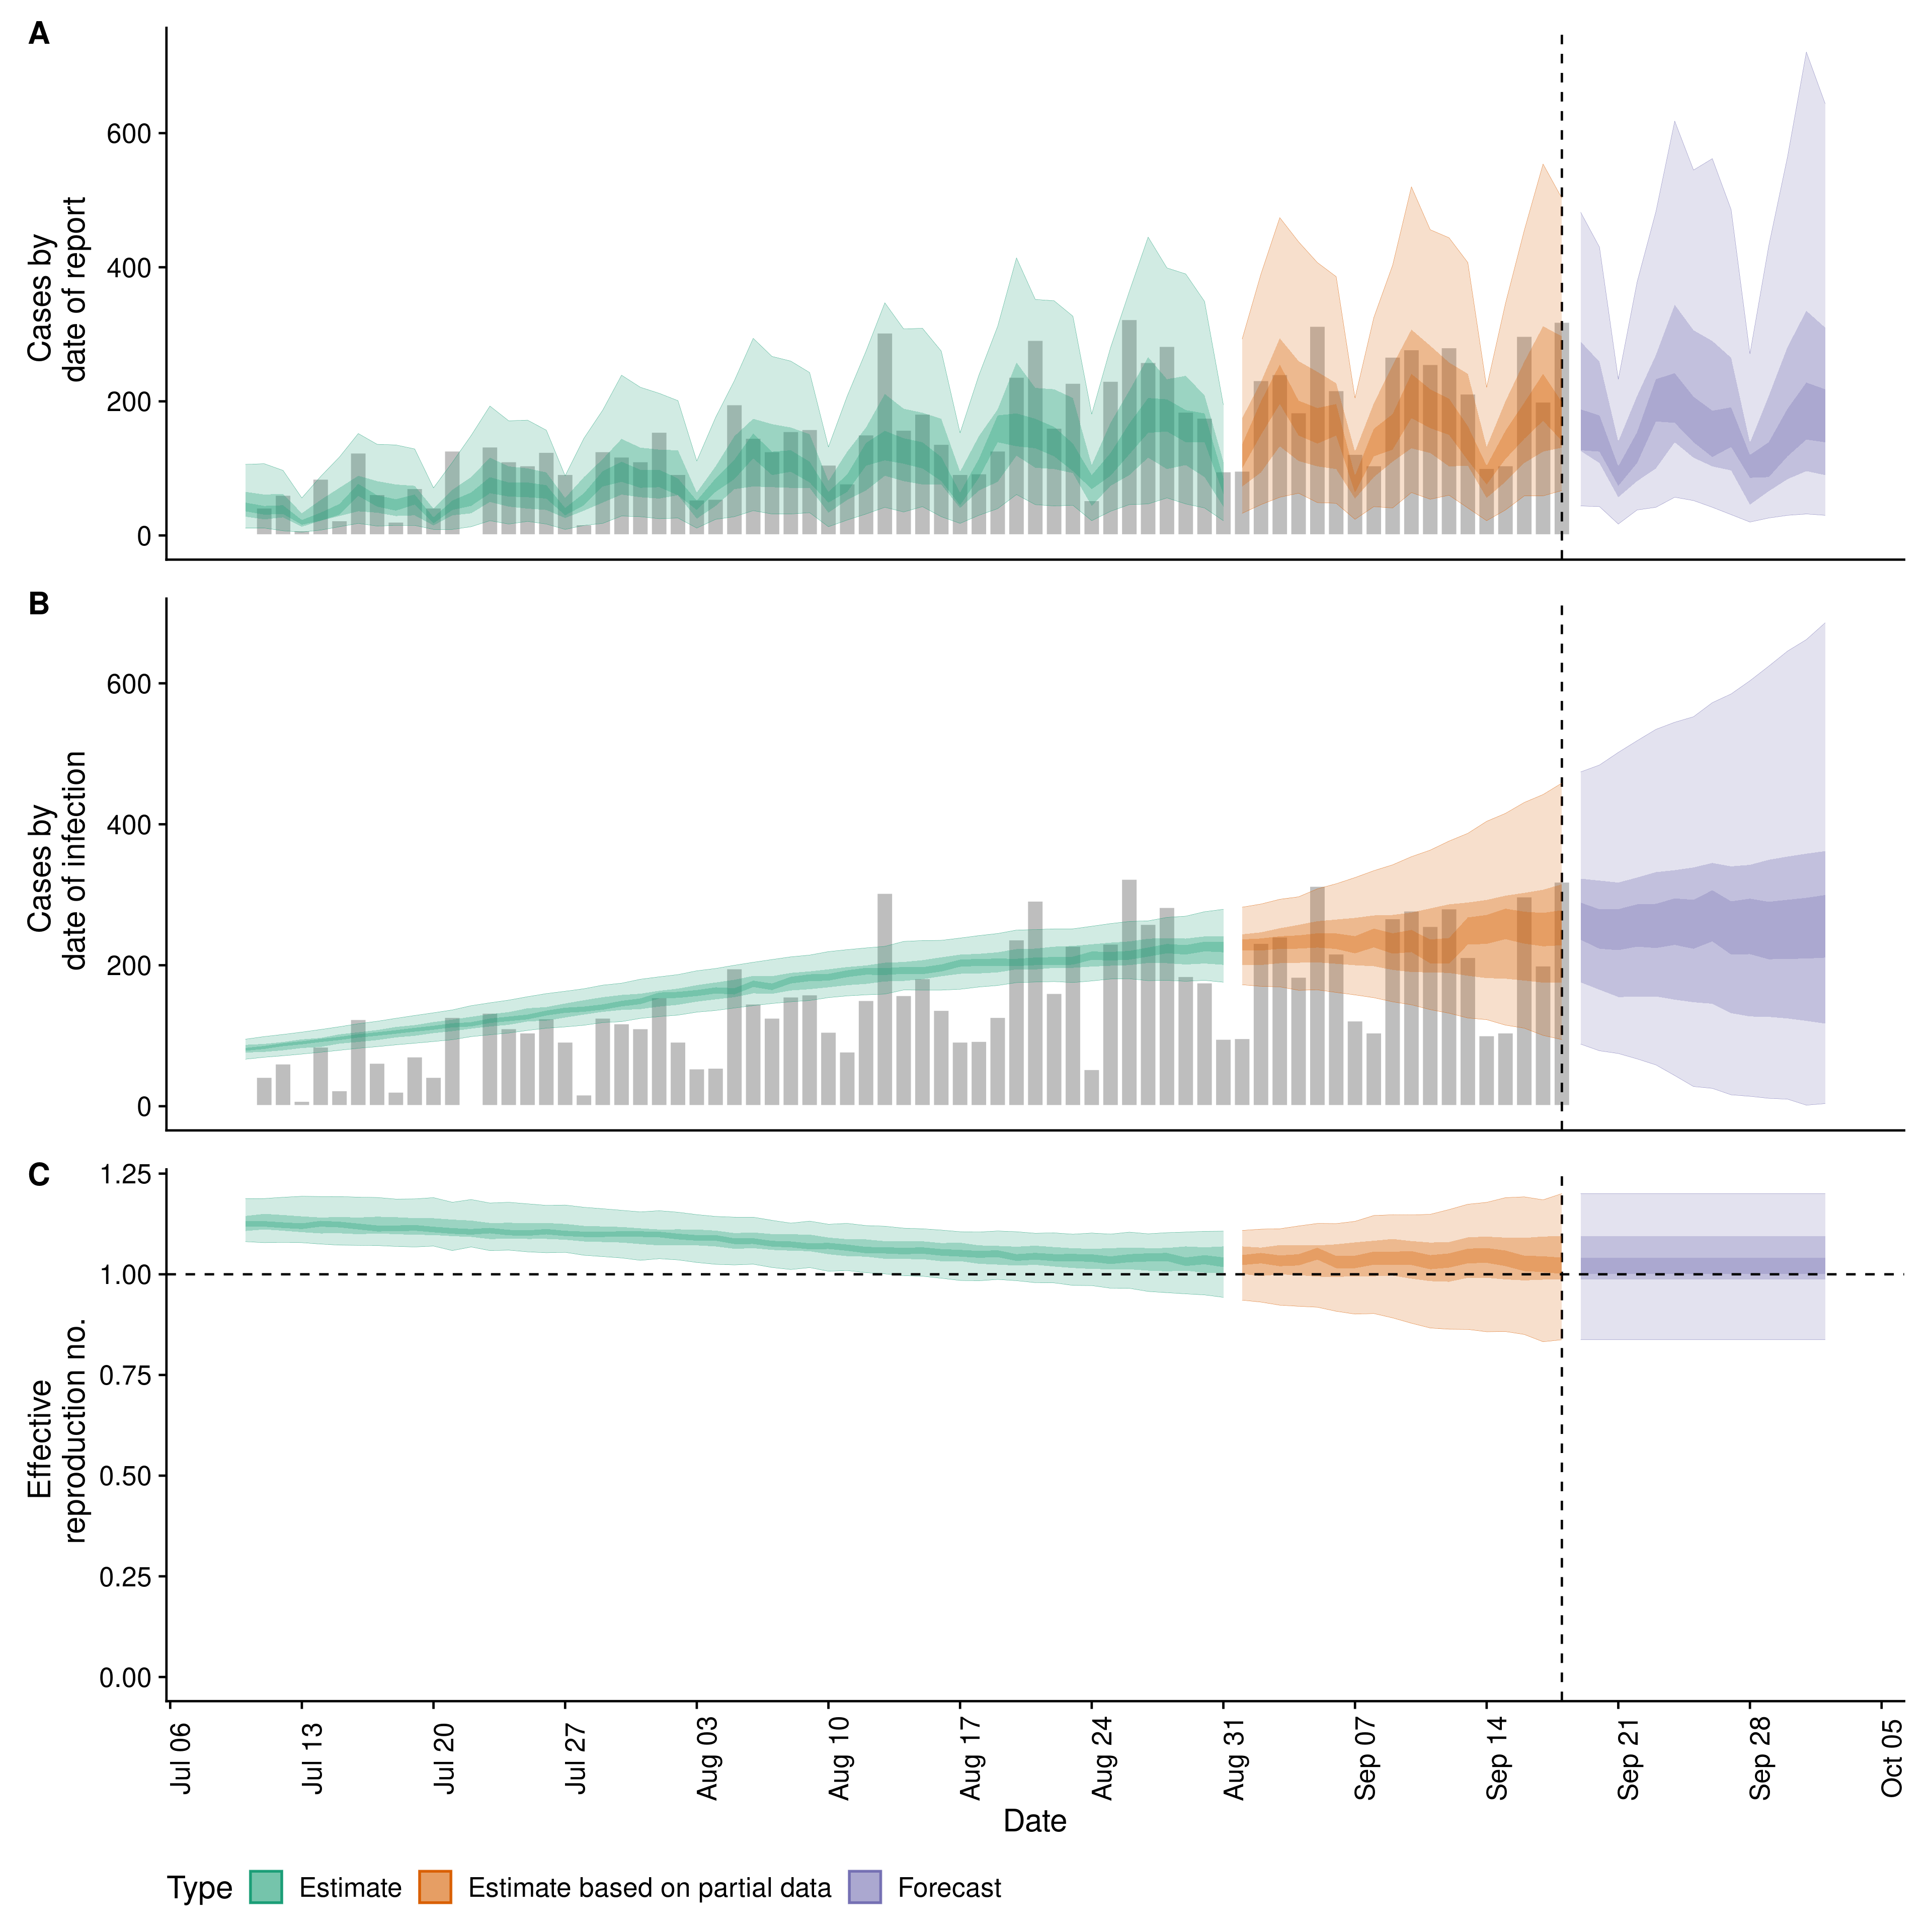 A
Cases by
date of report
600
400
200
0
B
Cases by
date of infection
600
400
200
0
C
Effective
reproduction no.
1.25
1.00
0.75
0.50
0.25
0.00
Jul 06
Jul 13
Jul 20
Jul 27
Aug 03
Aug 10
Aug 17
Aug 24
Aug 31
Sep 07
Sep 14
Sep 21
Sep 28
Oct 05
Date
Type Estimate Estimate based on partial data Forecast